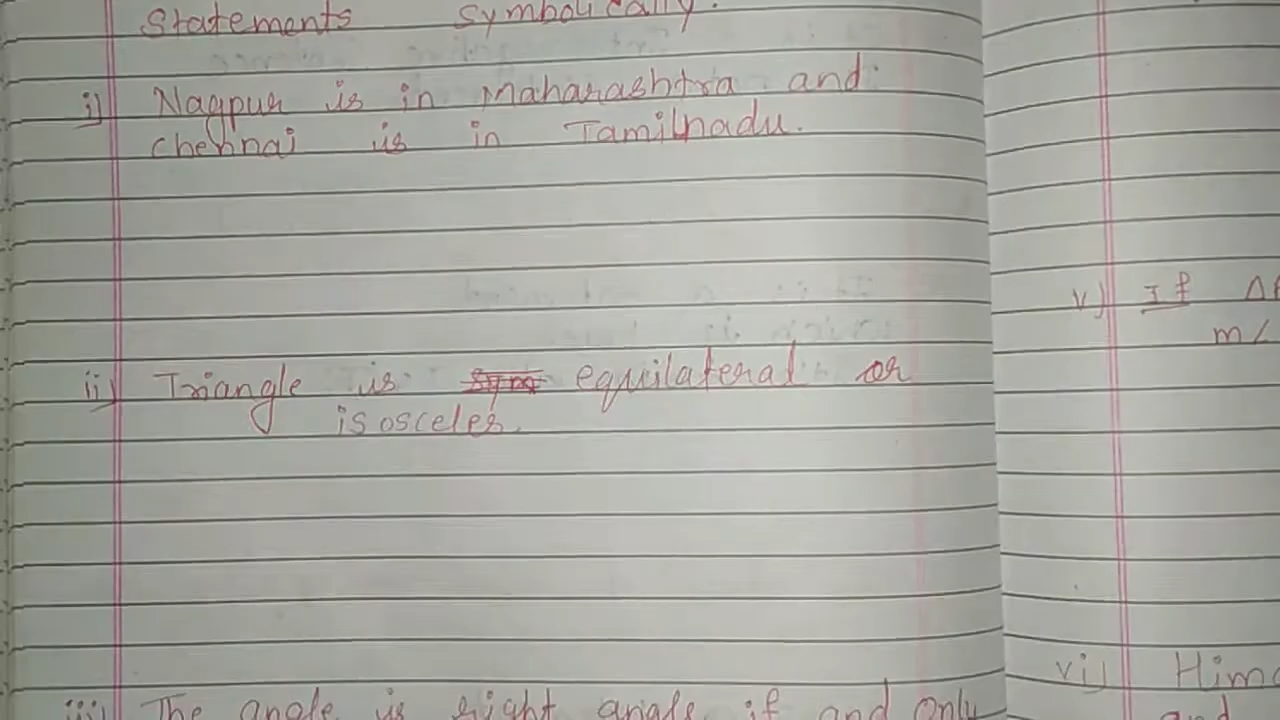 Statements symbolically.
i) Nagpur is in Maharashtra and
Chennai is in Tamilnadu.
ii) Triangle is equilateral or
isosceles.
iii) The angle is right angle if and only
v) If
m∠
vi)
and